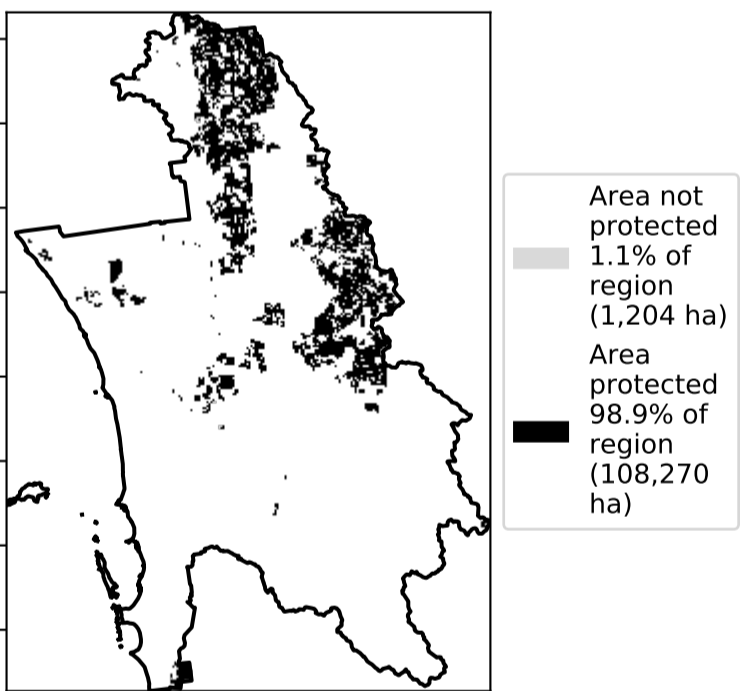 Area not
protected
1.1% of
region
(1,204 ha)
Area
protected
98.9% of
region
(108,270
ha)